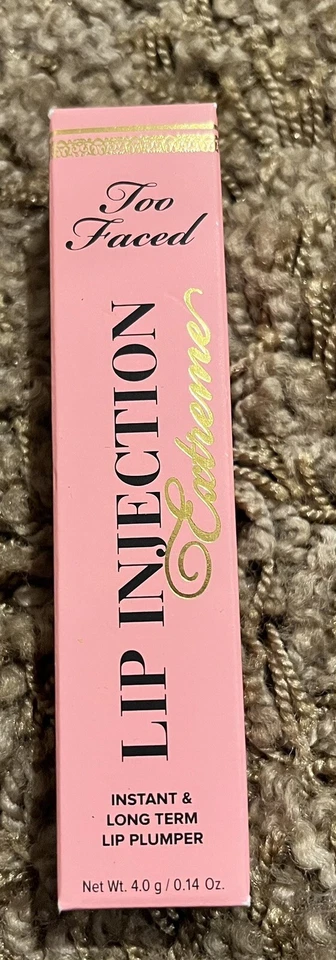 Too
Faced
LIP INJECTION
Extreme
INSTANT &
LONG TERM
LIP PLUMPER
Net Wt. 4.0 g / 0.14 Oz.